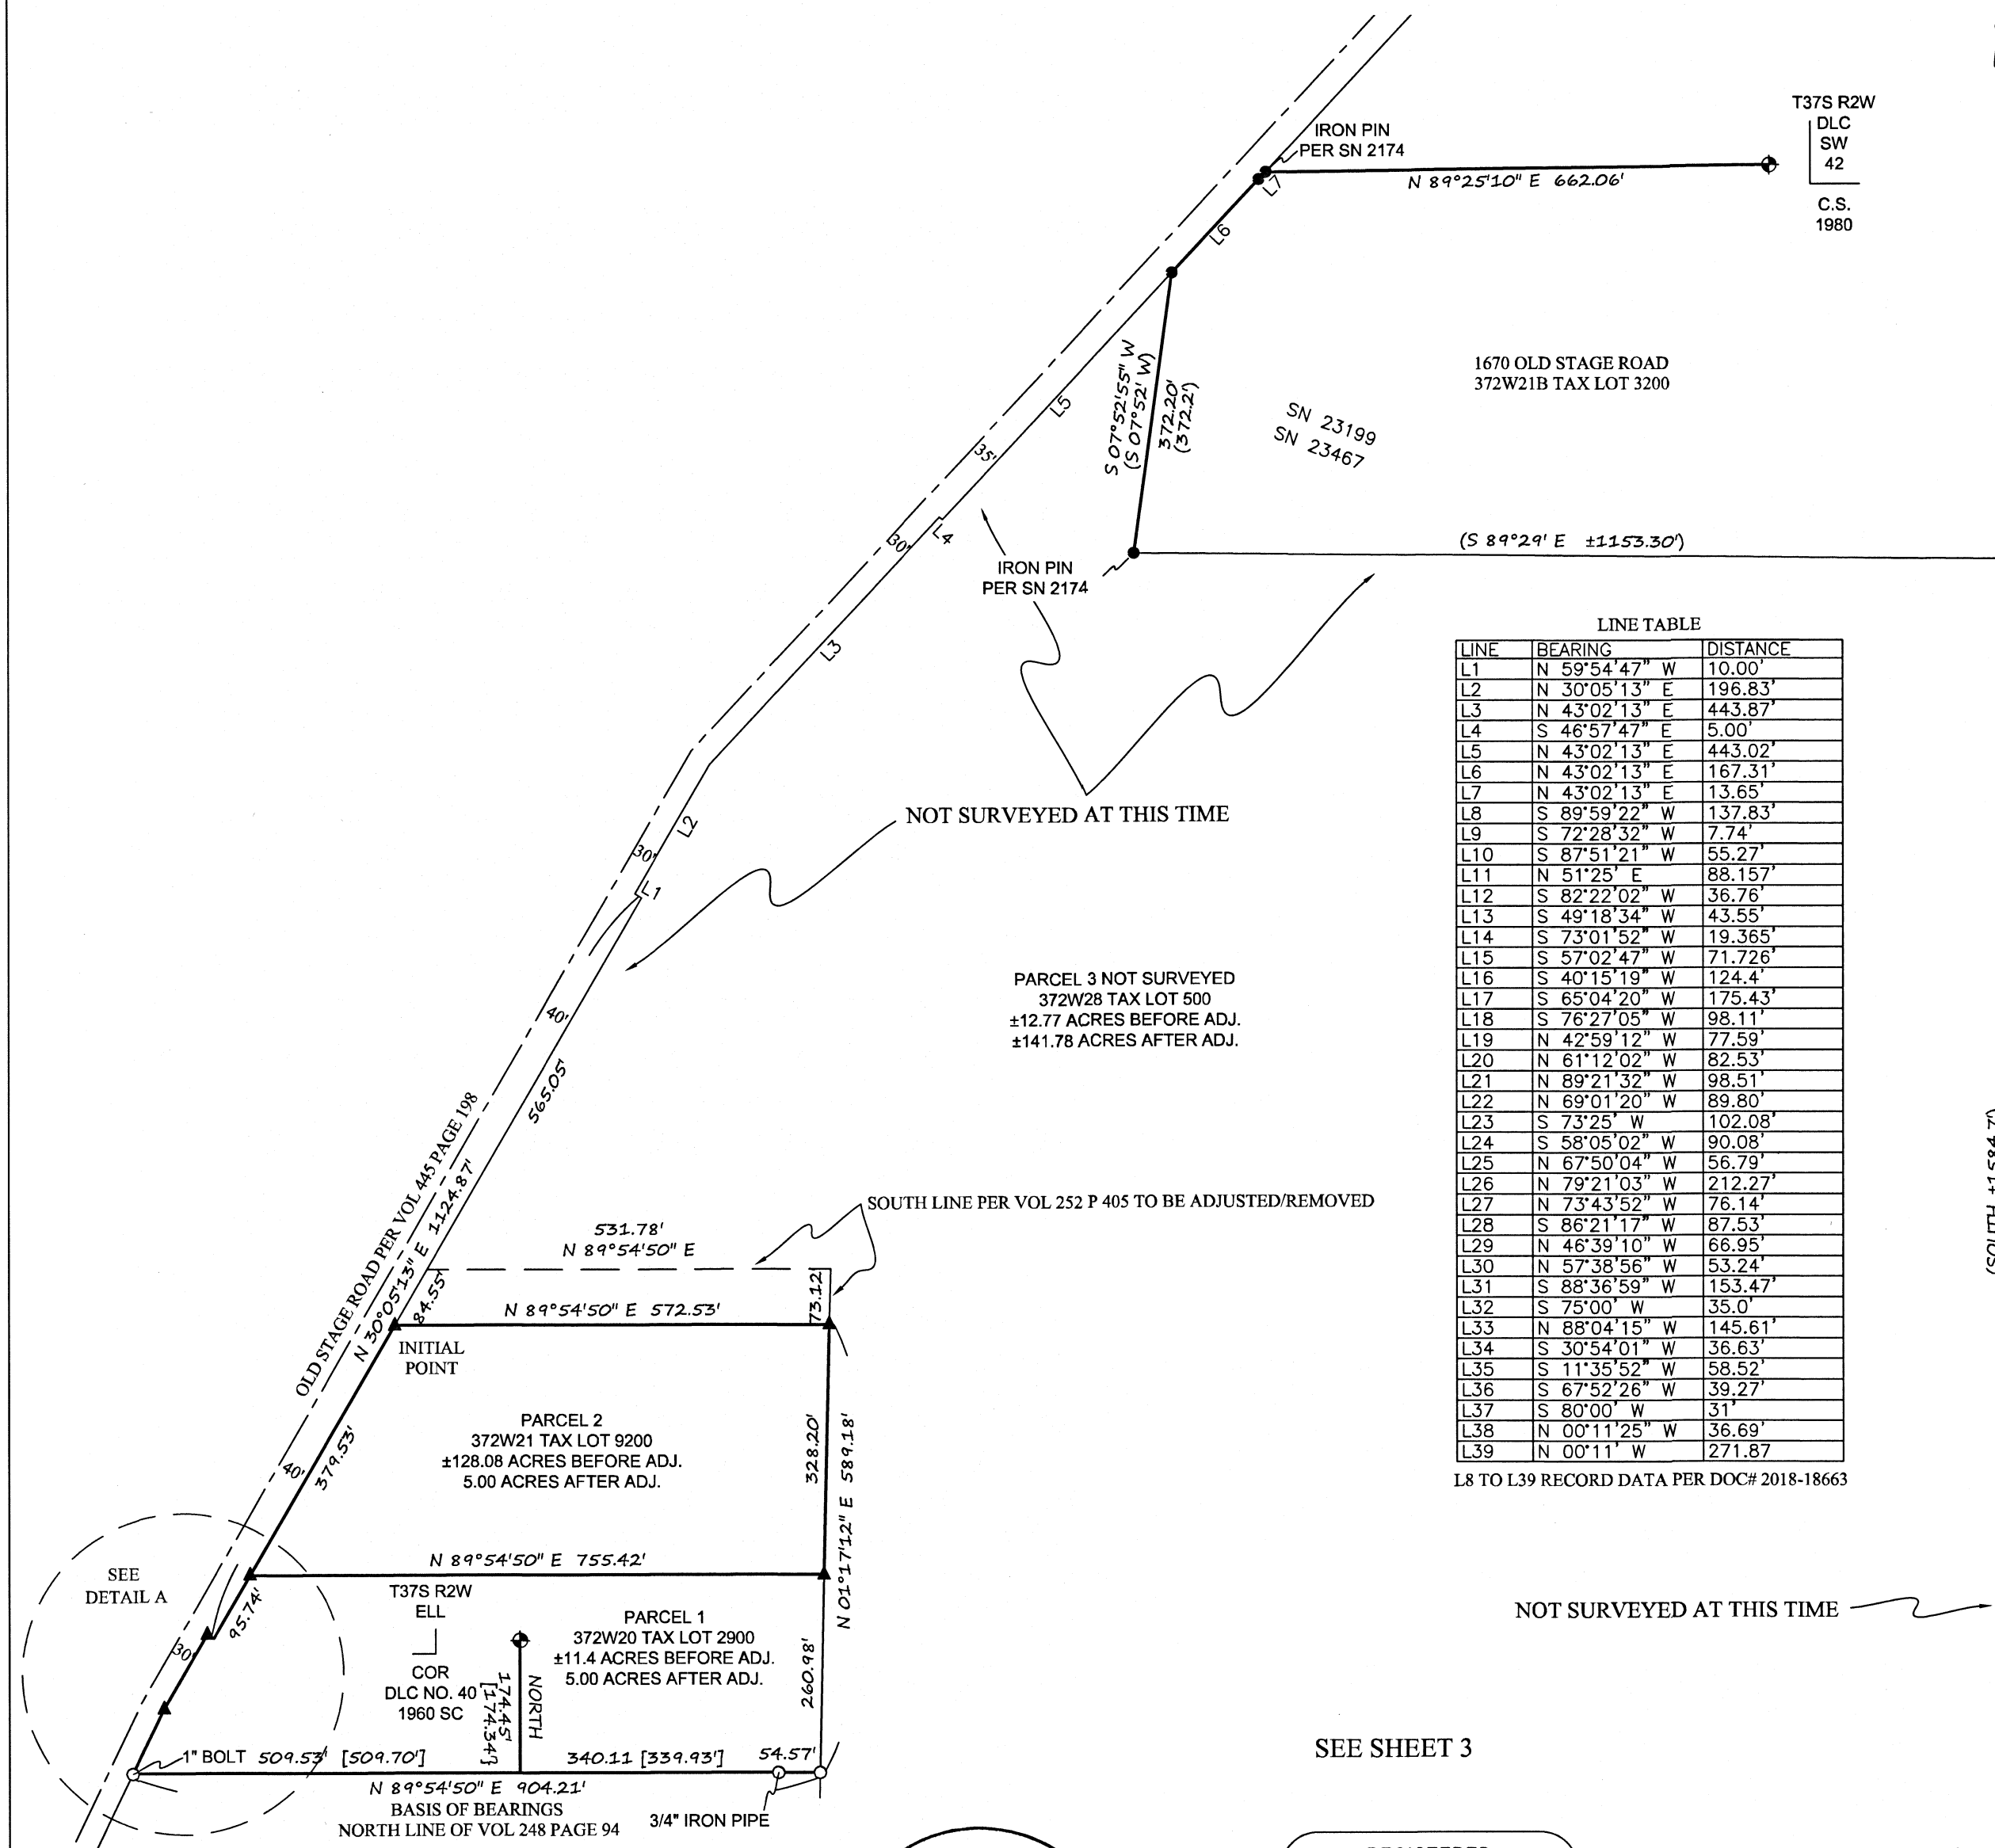 T37S R2W
DLC
SW
42
C.S.
1980
IRON PIN
PER SN 2174
N 89°25'10" E 662.06'
L7
L6
1670 OLD STAGE ROAD
372W21B TAX LOT 3200
S 07°52'55" W
(S 07°52' W)
372.20'
(372.2')
SN 23199
SN 23467
L5
35'
L4
30'
IRON PIN
PER SN 2174
(S 89°29' E ±1153.30')
L3
NOT SURVEYED AT THIS TIME
L2
30'
L1
LINE TABLE
LINE BEARING DISTANCE
L1 N 59°54'47" W 10.00'
L2 N 30°05'13" E 196.83'
L3 N 43°02'13" E 443.87'
L4 S 46°57'47" E 5.00'
L5 N 43°02'13" E 443.02'
L6 N 43°02'13" E 167.31'
L7 N 43°02'13" E 13.65'
L8 S 89°59'22" W 137.83'
L9 S 72°28'32" W 7.74'
L10 S 87°51'21" W 55.27'
L11 N 51°25' E 88.157'
L12 S 82°22'02" W 36.76'
L13 S 49°18'34" W 43.55'
L14 S 73°01'52" W 19.365'
L15 S 57°02'47" W 71.726'
L16 S 40°15'19" W 124.4'
L17 S 65°04'20" W 175.43'
L18 S 76°27'05" W 98.11'
L19 N 42°59'12" W 77.59'
L20 N 61°12'02" W 82.53'
L21 N 89°21'32" W 98.51'
L22 N 69°01'20" W 89.80'
L23 S 73°25' W 102.08'
L24 S 58°05'02" W 90.08'
L25 N 67°50'04" W 56.79'
L26 N 79°21'03" W 212.27'
L27 N 73°43'52" W 76.14'
L28 S 86°21'17" W 87.53'
L29 N 46°39'10" W 66.95'
L30 N 57°38'56" W 53.24'
L31 S 88°36'59" W 153.47'
L32 S 75°00' W 35.0'
L33 N 88°04'15" W 145.61'
L34 S 30°54'01" W 36.63'
L35 S 11°35'52" W 58.52'
L36 S 67°52'26" W 39.27'
L37 S 80°00' W 31'
L38 N 00°11'25" W 36.69'
L39 N 00°11' W 271.87
L8 TO L39 RECORD DATA PER DOC# 2018-18663
PARCEL 3 NOT SURVEYED
372W28 TAX LOT 500
±12.77 ACRES BEFORE ADJ.
±141.78 ACRES AFTER ADJ.
40'
565.05'
OLD STAGE ROAD PER VOL 445 PAGE 198
N 30°05'13" E 1124.87'
84.55'
SOUTH LINE PER VOL 252 P 405 TO BE ADJUSTED/REMOVED
531.78'
N 89°54'50" E
73.12
N 89°54'50" E 572.53'
INITIAL
POINT
PARCEL 2
372W21 TAX LOT 9200
±128.08 ACRES BEFORE ADJ.
5.00 ACRES AFTER ADJ.
379.53'
40'
328.20'
N 01°17'12" E 589.18'
N 89°54'50" E 755.42'
SEE
DETAIL A
95.74'
30'
T37S R2W
ELL
COR
DLC NO. 40
1960 SC
PARCEL 1
372W20 TAX LOT 2900
±11.4 ACRES BEFORE ADJ.
5.00 ACRES AFTER ADJ.
NORTH
174.45'
[174.34']
260.98'
1" BOLT 509.53' [509.70']
340.11 [339.93']
54.57'
N 89°54'50" E 904.21'
BASIS OF BEARINGS
NORTH LINE OF VOL 248 PAGE 94
3/4" IRON PIPE
NOT SURVEYED AT THIS TIME
SEE SHEET 3